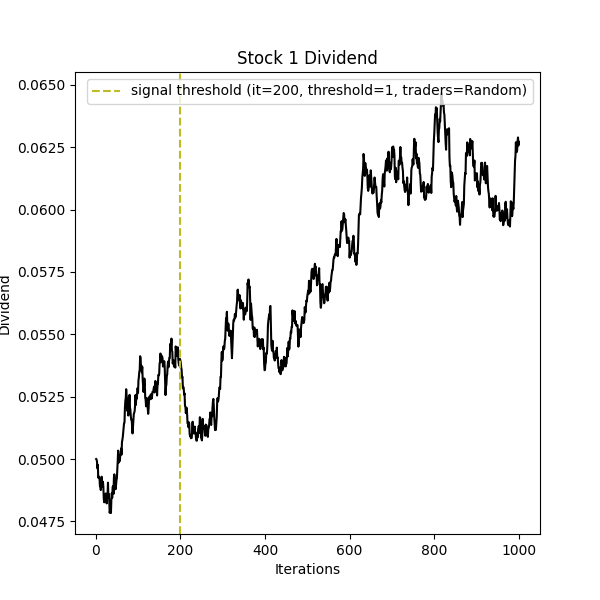 Stock 1 Dividend
signal threshold (it=200, threshold=1, traders=Random)
0.0650
0.0625
0.0600
0.0575
0.0550
0.0525
0.0500
0.0475
Dividend
0 200 400 600 800 1000
Iterations